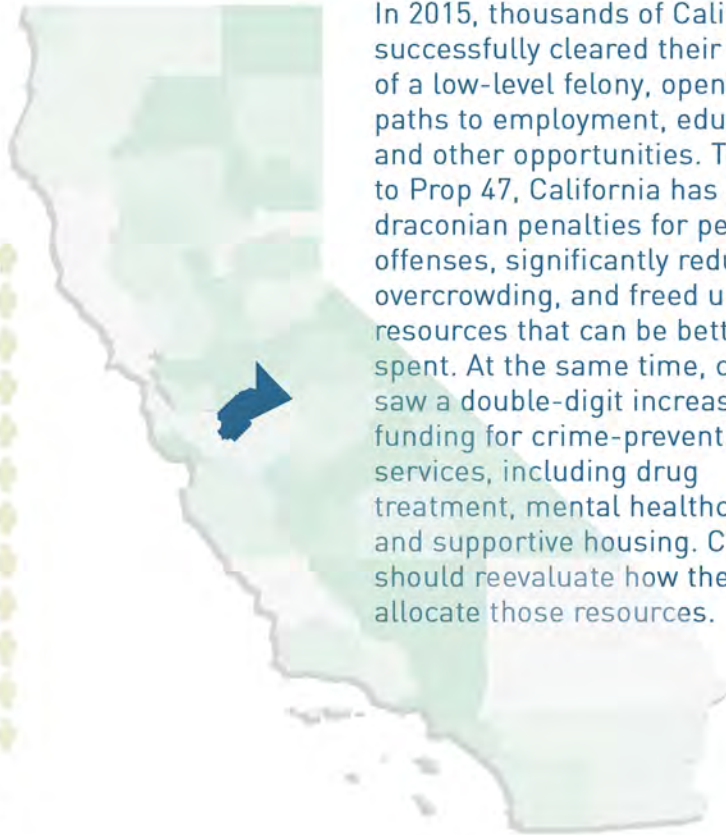 In 2015, thousands of Cali
successfully cleared their
of a low-level felony, open
paths to employment, edu
and other opportunities. T
to Prop 47, California has
draconian penalties for pe
offenses, significantly redu
overcrowding, and freed u
resources that can be bett
spent. At the same time, c
saw a double-digit increas
funding for crime-prevent
services, including drug
treatment, mental healthc
and supportive housing. C
should reevaluate how the
allocate those resources.